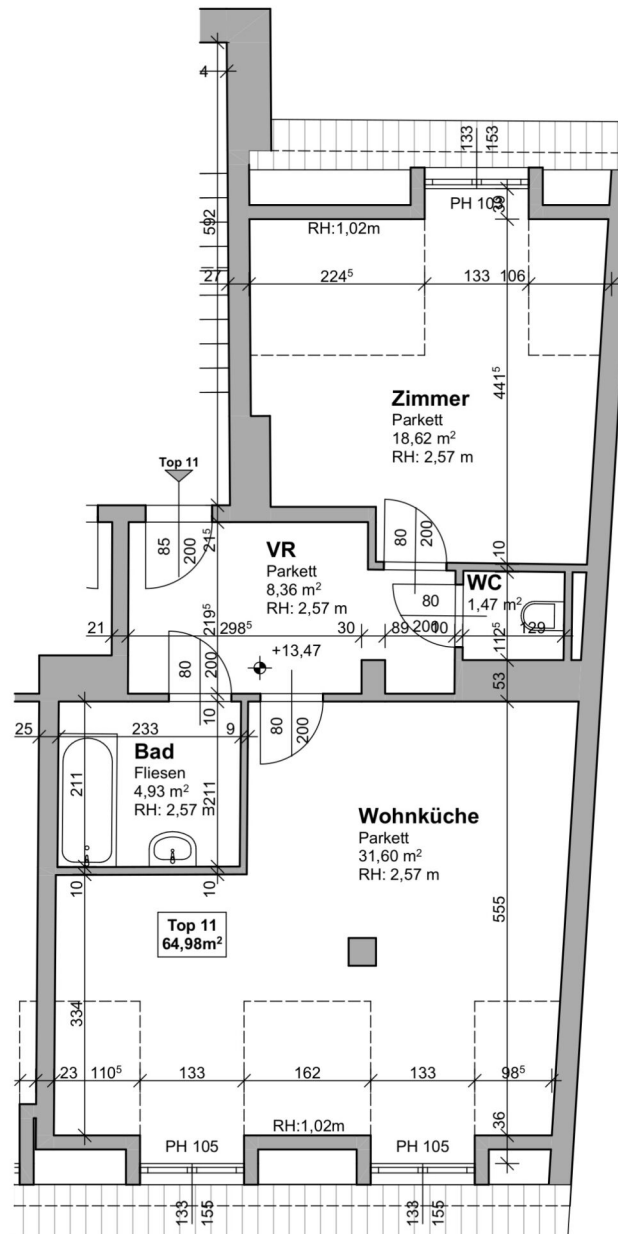 4
133
153
592
PH 105
39
RH:1,02m
27
224⁵
133
106
441⁵
Zimmer
Parkett
18,62 m²
RH: 2,57 m
Top 11
85
200
21⁵
VR
Parkett
8,36 m²
RH: 2,57 m
80
200
10
WC
1,47 m²
80
200
21
298⁵
219⁵
30
89
10
129
112⁵
+13,47
80
200
53
10
80
200
25
233
9
Bad
Fliesen
4,93 m²
RH: 2,57 m
211
211
Wohnküche
Parkett
31,60 m²
RH: 2,57 m
10
10
Top 11
64,98m²
555
334
23
110⁵
133
162
133
98⁵
RH:1,02m
36
PH 105
PH 105
133
155
133
155